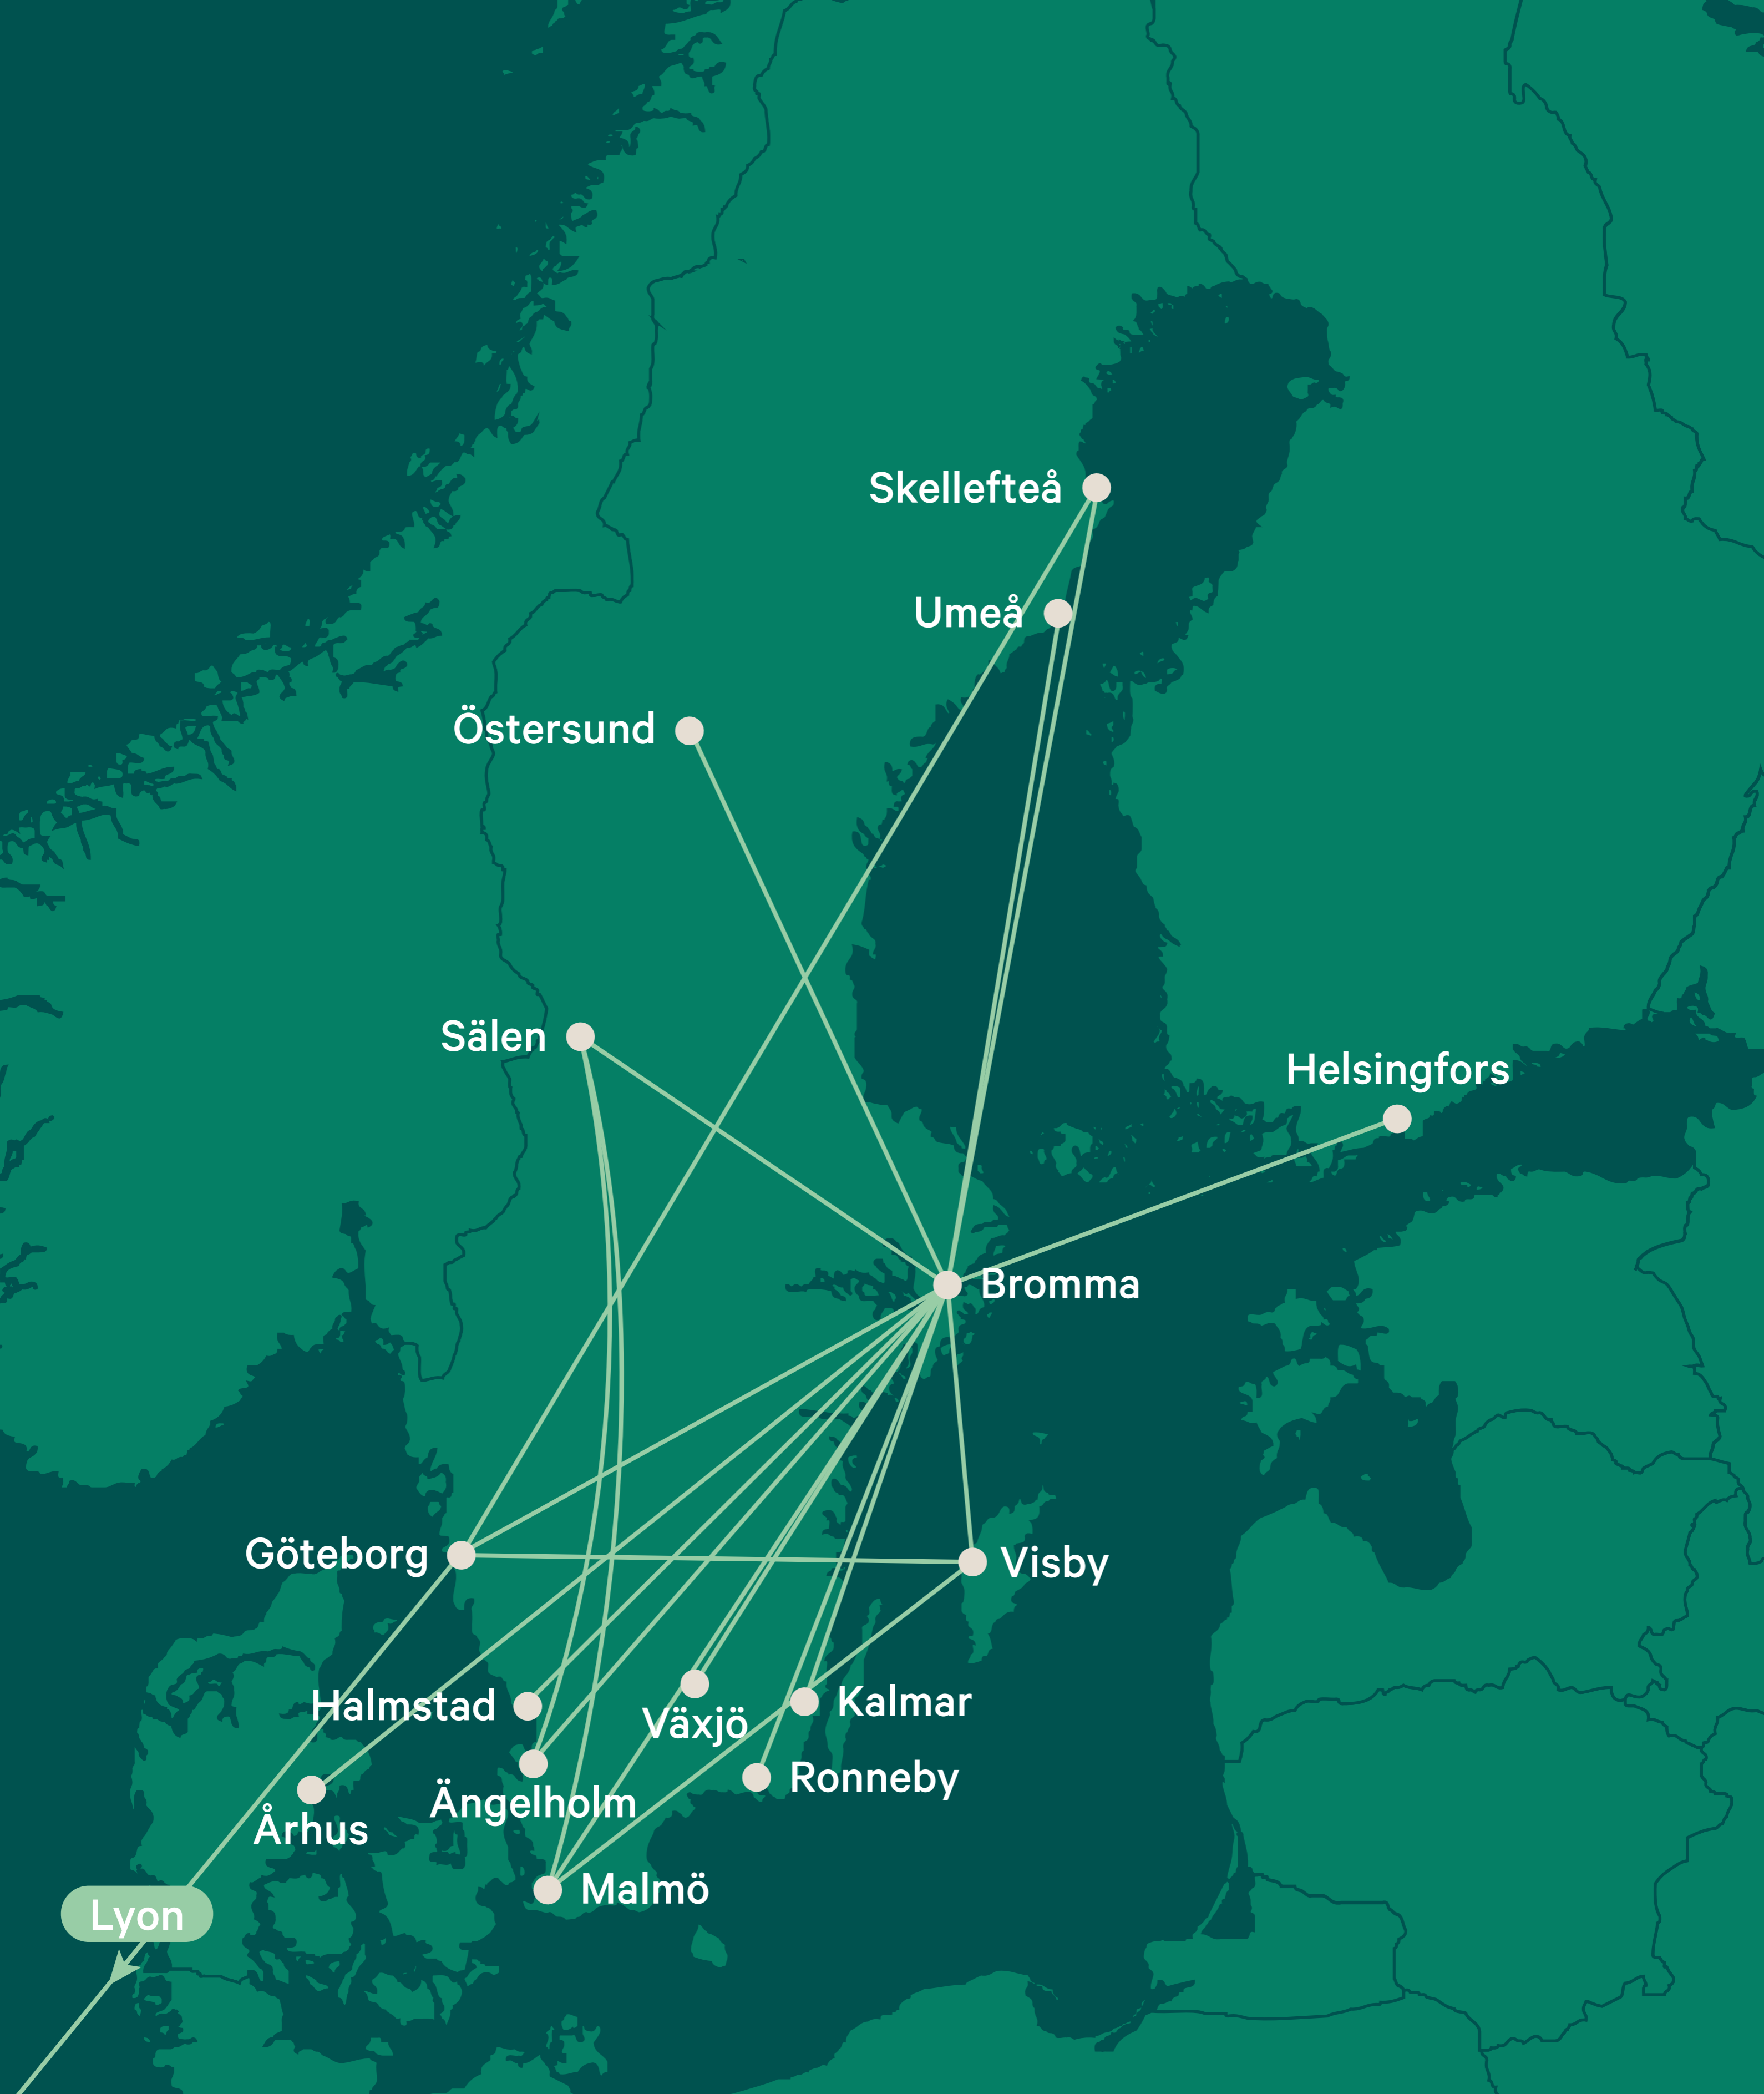 Skellefteå
Umeå
Östersund
Sälen
Helsingfors
Bromma
Göteborg
Visby
Halmstad
Växjö
Kalmar
Ronneby
Ängelholm
Århus
Malmö
Lyon